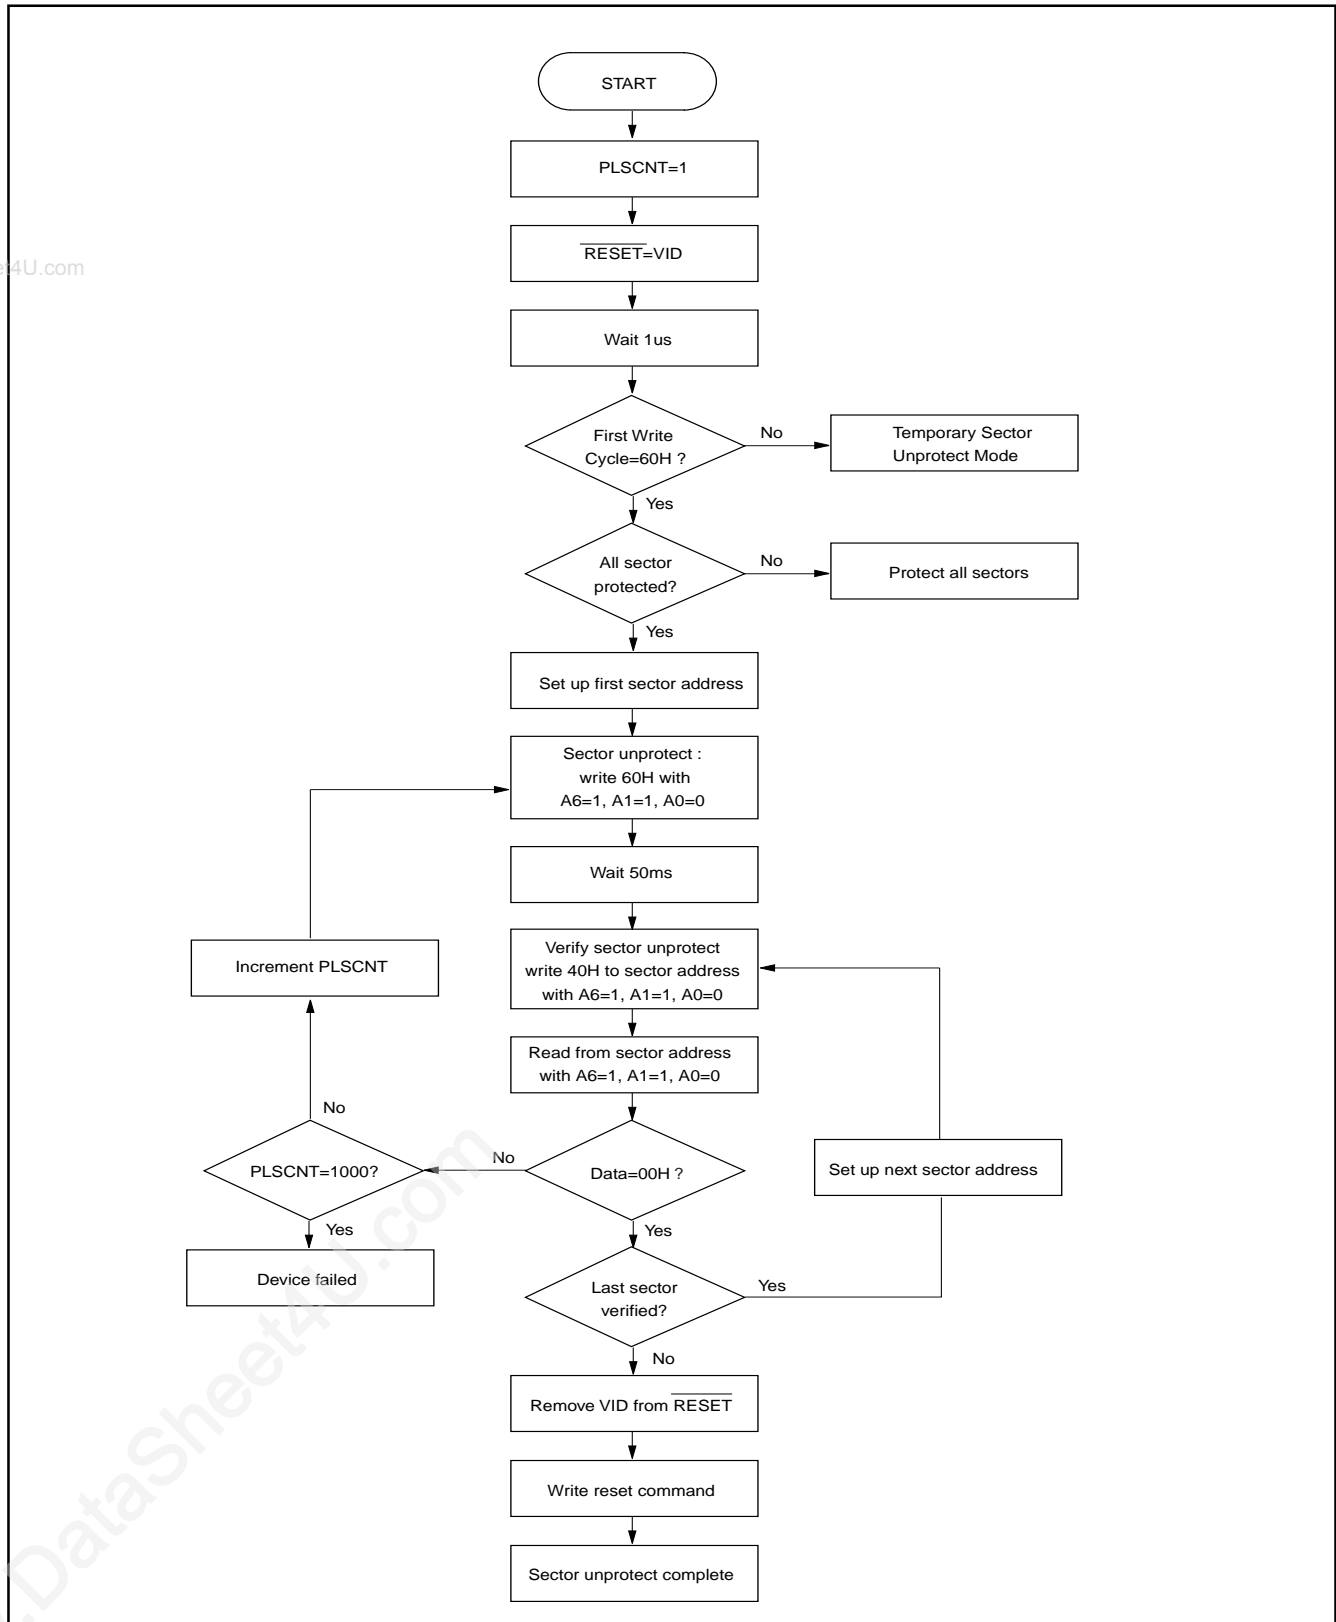 START
PLSCNT=1
RESET=VID
et4U.com
Wait 1us
First Write
Cycle=60H ?
No
Temporary Sector
Unprotect Mode
Yes
All sector
protected?
No
Protect all sectors
Yes
Set up first sector address
Sector unprotect :
write 60H with
A6=1, A1=1, A0=0
Wait 50ms
Verify sector unprotect
write 40H to sector address
with A6=1, A1=1, A0=0
Increment PLSCNT
Read from sector address
with A6=1, A1=1, A0=0
No
PLSCNT=1000?
No
Data=00H ?
Set up next sector address
Yes
Yes
Device failed
Last sector
verified?
Yes
No
Remove VID from RESET
Write reset command
Sector unprotect complete
.DataSheet4U.com